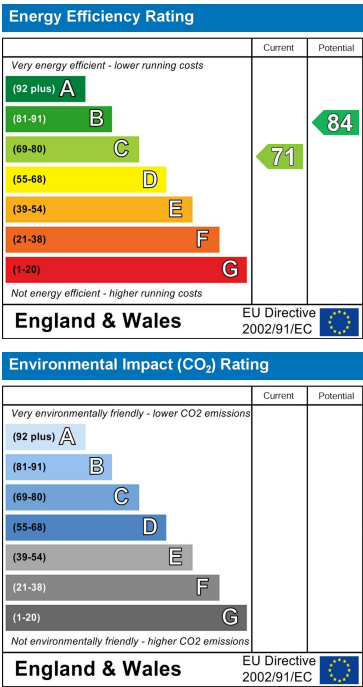 Energy Efficiency Rating
Current Potential
Very energy efficient - lower running costs
(92 plus) A
(81-91) B
84
(69-80) C
71
(55-68) D
(39-54) E
(21-38) F
(1-20) G
Not energy efficient - higher running costs
England & Wales
EU Directive
2002/91/EC
Environmental Impact (CO2) Rating
Current Potential
Very environmentally friendly - lower CO2 emissions
(92 plus) A
(81-91) B
(69-80) C
(55-68) D
(39-54) E
(21-38) F
(1-20) G
Not environmentally friendly - higher CO2 emissions
England & Wales
EU Directive
2002/91/EC